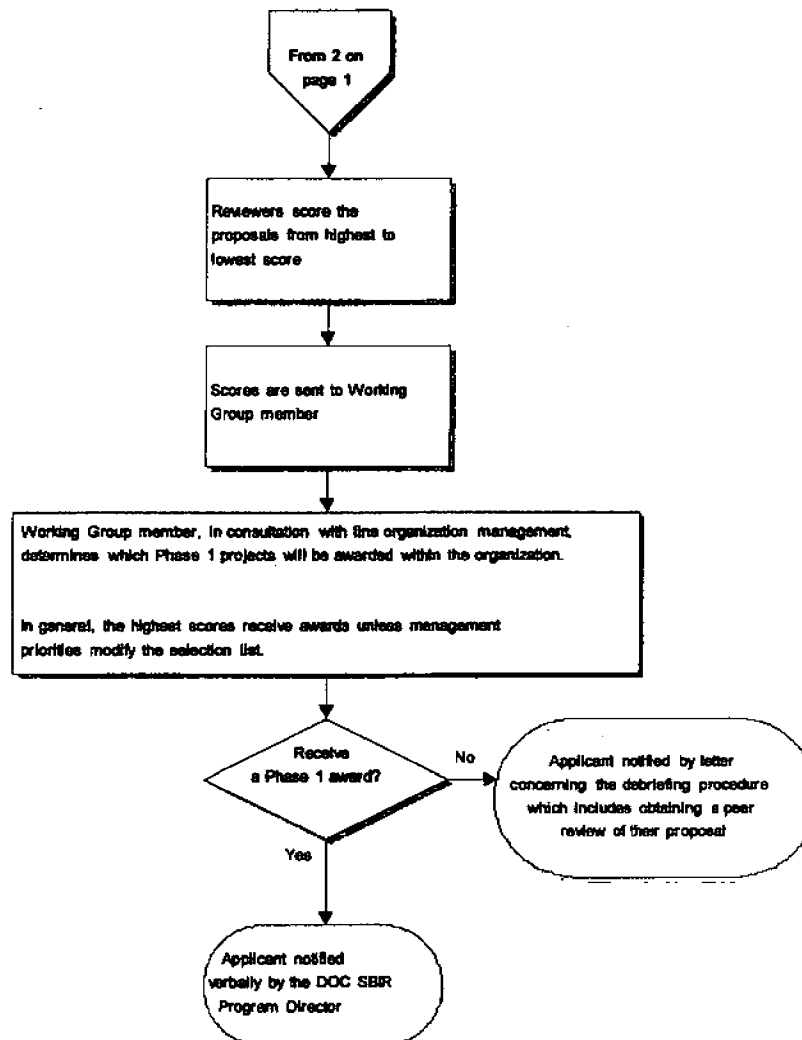 From 2 on
page 1
Reviewers score the
proposals from highest to
lowest score
Scores are sent to Working
Group member
Working Group member, in consultation with line organization management,
determines which Phase 1 projects will be awarded within the organization.
In general, the highest scores receive awards unless management
priorities modify the selection list.
Receive
a Phase 1 award?
No
Applicant notified by letter
concerning the debriefing procedure
which includes obtaining a peer
review of their proposal
Yes
Applicant notified
verbally by the DOC SBIR
Program Director